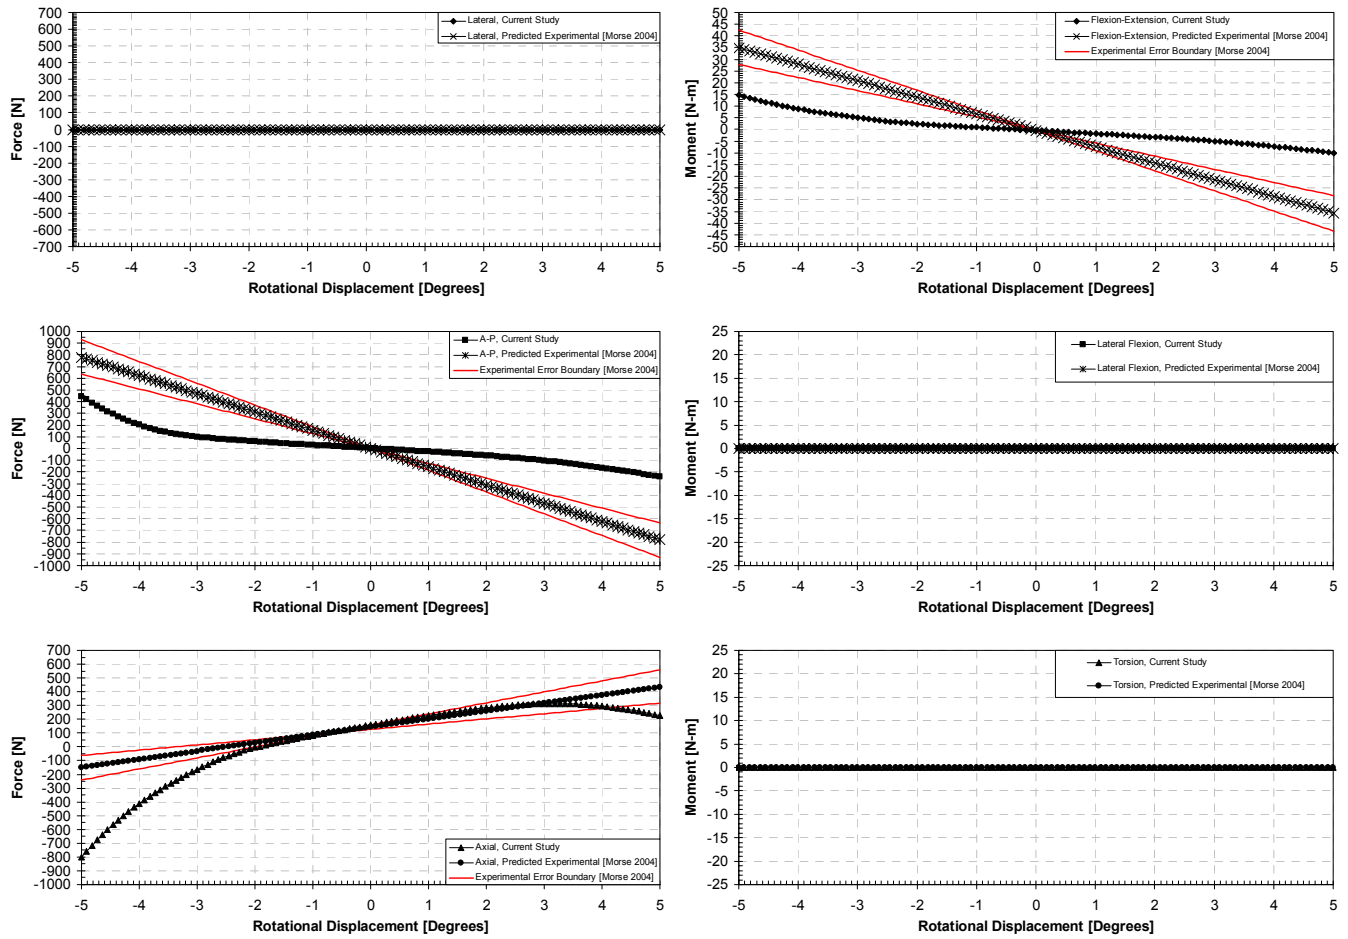 700
600
500
400
300
200
100
0
-100
-200
-300
-400
-500
-600
-700
Force [N]
Lateral, Current Study
Lateral, Predicted Experimental [Morse 2004]
-5 -4 -3 -2 -1 0 1 2 3 4 5
Rotational Displacement [Degrees]
50
45
40
35
30
25
20
15
10
5
0
-5
-10
-15
-20
-25
-30
-35
-40
-45
-50
Moment [N-m]
Flexion-Extension, Current Study
Flexion-Extension, Predicted Experimental [Morse 2004]
Experimental Error Boundary [Morse 2004]
-5 -4 -3 -2 -1 0 1 2 3 4 5
Rotational Displacement [Degrees]
1000
900
800
700
600
500
400
300
200
100
0
-100
-200
-300
-400
-500
-600
-700
-800
-900
-1000
Force [N]
A-P, Current Study
A-P, Predicted Experimental [Morse 2004]
Experimental Error Boundary [Morse 2004]
-5 -4 -3 -2 -1 0 1 2 3 4 5
Rotational Displacement [Degrees]
25
20
15
10
5
0
-5
-10
-15
-20
-25
Moment [N-m]
Lateral Flexion, Current Study
Lateral Flexion, Predicted Experimental [Morse 2004]
-5 -4 -3 -2 -1 0 1 2 3 4 5
Rotational Displacement [Degrees]
700
600
500
400
300
200
100
0
-100
-200
-300
-400
-500
-600
-700
-800
-900
-1000
Force [N]
Axial, Current Study
Axial, Predicted Experimental [Morse 2004]
Experimental Error Boundary [Morse 2004]
-5 -4 -3 -2 -1 0 1 2 3 4 5
Rotational Displacement [Degrees]
25
20
15
10
5
0
-5
-10
-15
-20
-25
Moment [N-m]
Torsion, Current Study
Torsion, Predicted Experimental [Morse 2004]
-5 -4 -3 -2 -1 0 1 2 3 4 5
Rotational Displacement [Degrees]